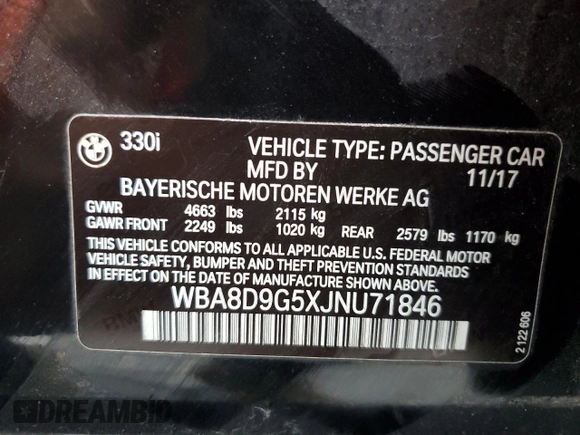 330i
VEHICLE TYPE: PASSENGER CAR
MFD BY 11/17
BAYERISCHE MOTOREN WERKE AG
GVWR 4663 lbs 2115 kg
GAWR FRONT 2249 lbs 1020 kg REAR 2579 lbs 1170 kg
THIS VEHICLE CONFORMS TO ALL APPLICABLE U.S. FEDERAL MOTOR
VEHICLE SAFETY, BUMPER AND THEFT PREVENTION STANDARDS
IN EFFECT ON THE DATE OF MANUFACTURE SHOWN ABOVE.
WBA8D9G5XJNU71846
2 122 606
DREAMBID